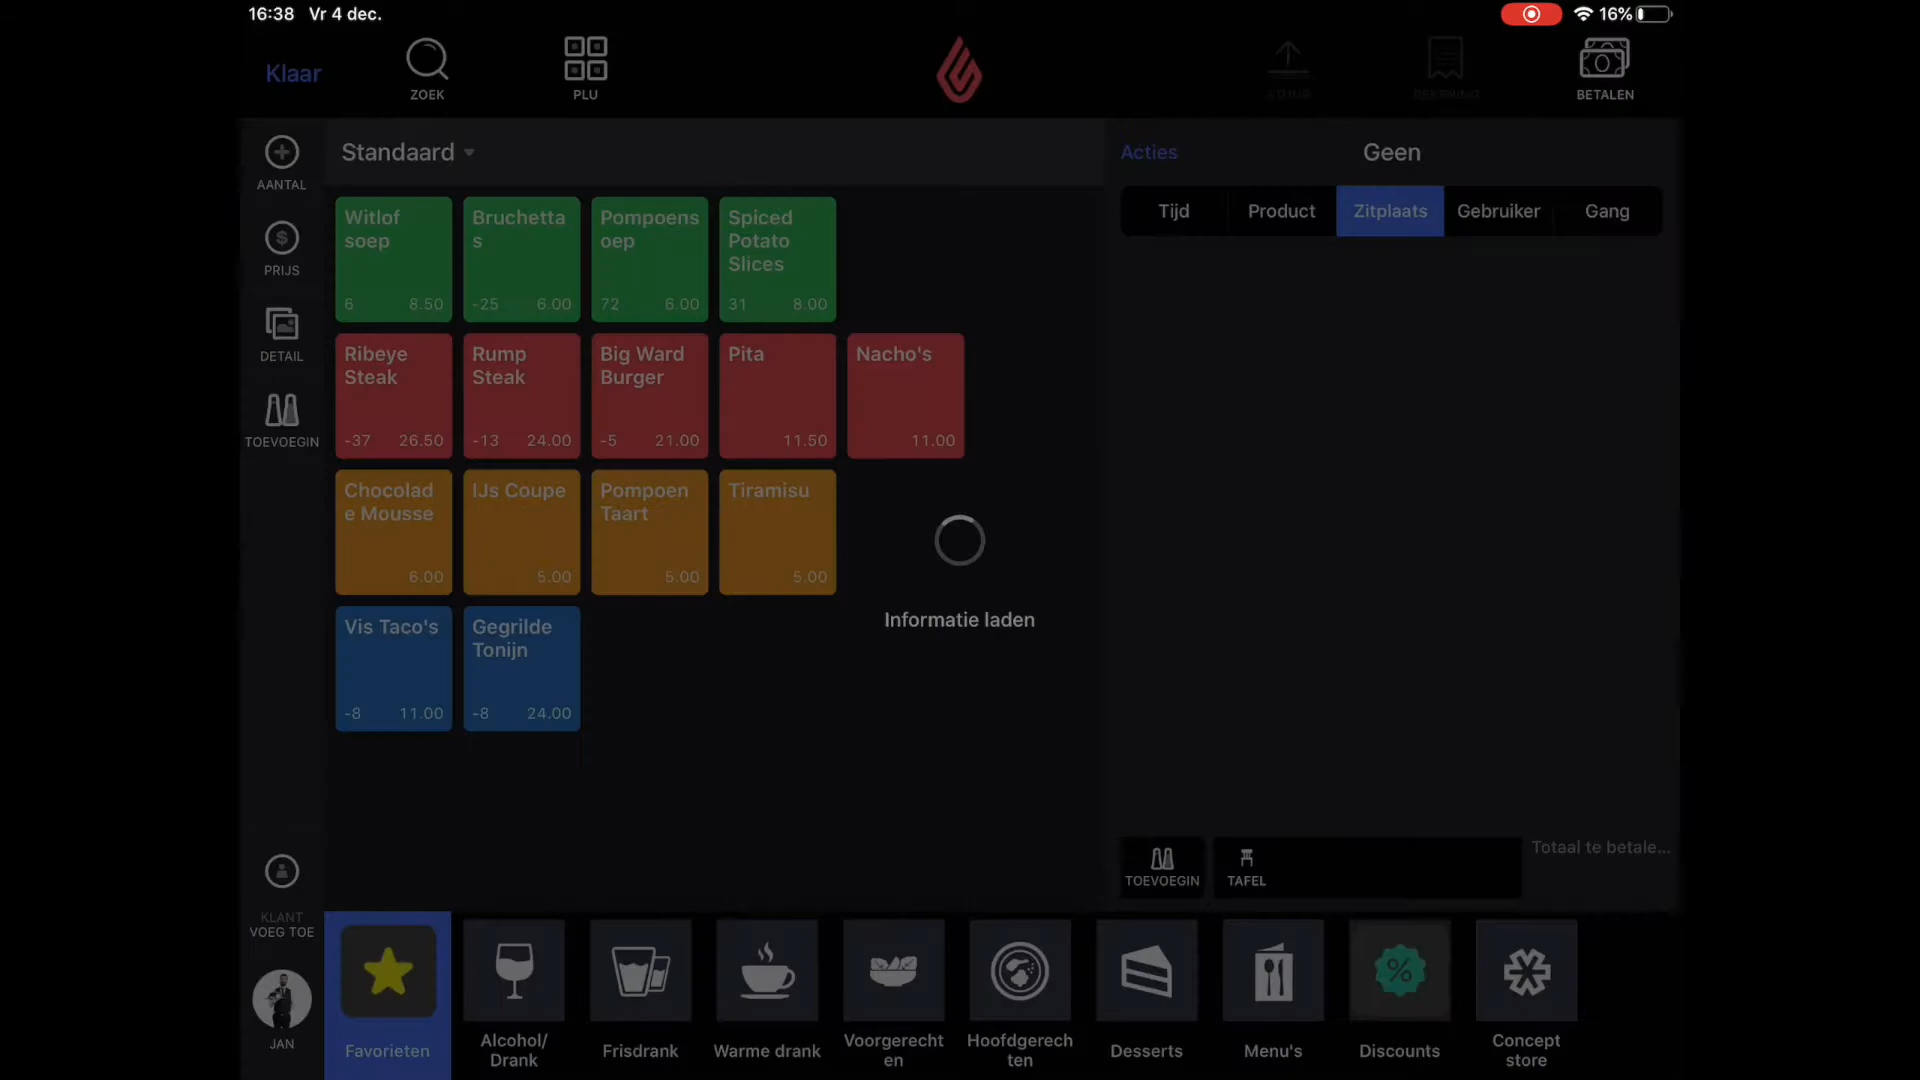 16:38 Vr 4 dec.
16%
Klaar
ZOEK
PLU
BETALEN
AANTAL
PRIJS
DETAIL
TOEVOEGIN
KLANT
VOEG TOE
JAN
Standaard
Witlof
soep
6 8.50
Bruchetta
s
-25 6.00
Pompoens
oep
72 6.00
Spiced
Potato
Slices
31 8.00
Ribeye
Steak
-37 26.50
Rump
Steak
-13 24.00
Big Ward
Burger
-5 21.00
Pita
11.50
Nacho's
11.00
Chocolad
e Mousse
6.00
IJs Coupe
5.00
Pompoen
Taart
5.00
Tiramisu
5.00
Vis Taco's
-8 11.00
Gegrilde
Tonijn
-8 24.00
Informatie laden
Acties
Geen
Tijd
Product
Zitplaats
Gebruiker
Gang
TOEVOEGIN
TAFEL
Totaal te betale...
Favorieten
Alcohol/
Drank
Frisdrank
Warme drank
Voorgerecht
en
Hoofdgerech
ten
Desserts
Menu's
Discounts
Concept
store